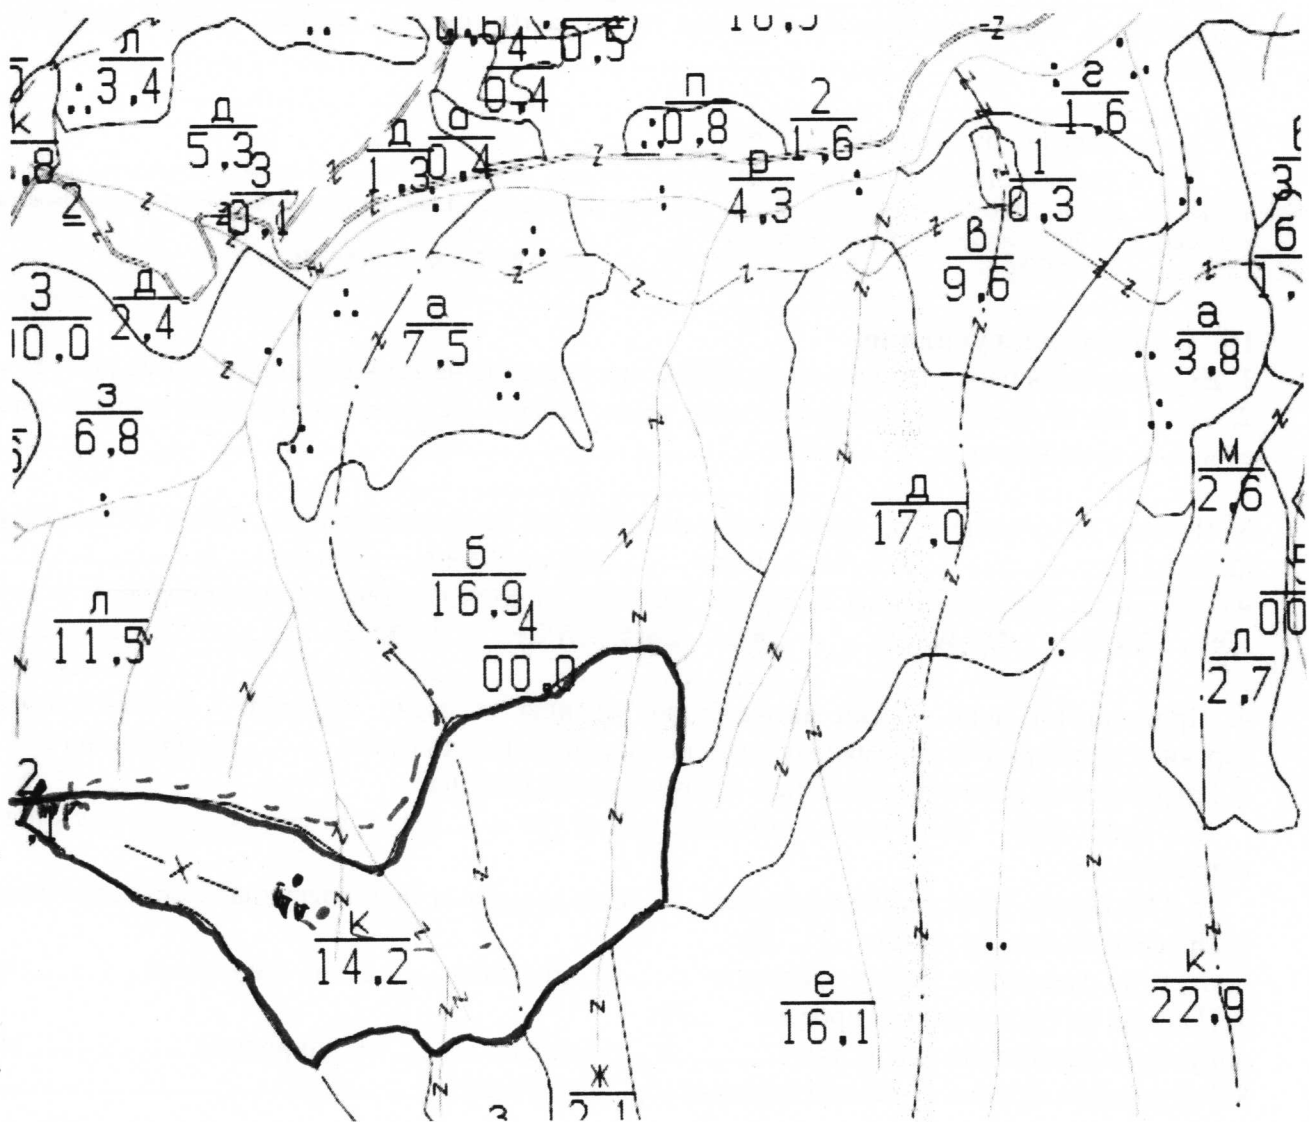 л
3,4
д
5,3
3
0,1
д
1,3
а
0,4
4
0,4
0,5
п
0,8
2
1,6
р
4,3
г
1,6
1
0,3
в
9,6
б
к
2
д
2,4
3
10,0
а
7,5
а
3,8
з
6,8
м
2,6
д
17,0
б
16,9
4
00,0
л
11,5
л
2,7
2
к
14,2
е
16,1
к
22,9
ж
2,1